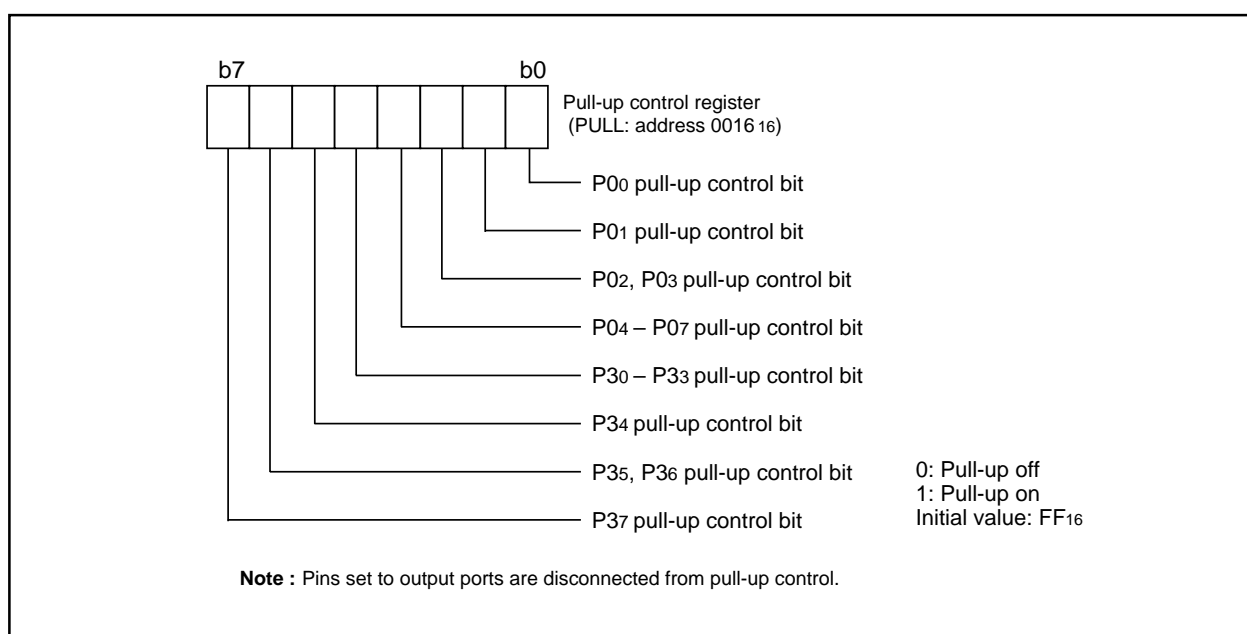 b7 b0
Pull-up control register
(PULL: address 0016 16)
P00 pull-up control bit
P01 pull-up control bit
P02, P03 pull-up control bit
P04 – P07 pull-up control bit
P30 – P33 pull-up control bit
P34 pull-up control bit
P35, P36 pull-up control bit
P37 pull-up control bit
0: Pull-up off
1: Pull-up on
Initial value: FF16
Note : Pins set to output ports are disconnected from pull-up control.